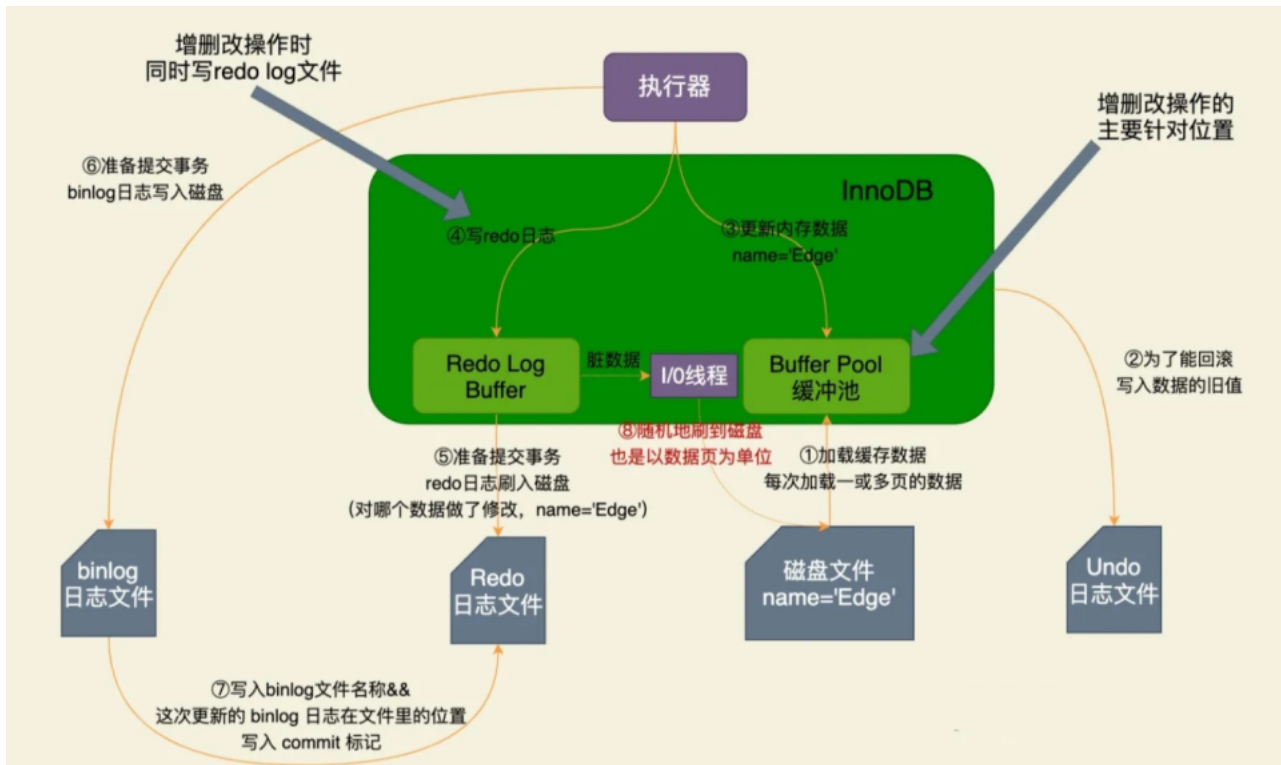 增删改操作时
同时写redo log文件
执行器
增删改操作的
主要针对位置
⑥准备提交事务
binlog日志写入磁盘
InnoDB
④写redo日志
③更新内存数据
name='Edge'
Redo Log
Buffer
脏数据
I/0线程
Buffer Pool
缓冲池
②为了能回滚
写入数据的旧值
⑧随机地刷到磁盘
也是以数据页为单位
⑤准备提交事务
redo日志刷入磁盘
（对哪个数据做了修改，name='Edge'）
①加载缓存数据
每次加载一或多页的数据
binlog
日志文件
Redo
日志文件
磁盘文件
name='Edge'
Undo
日志文件
⑦写入binlog文件名称&&
这次更新的 binlog 日志在文件里的位置
写入 commit 标记